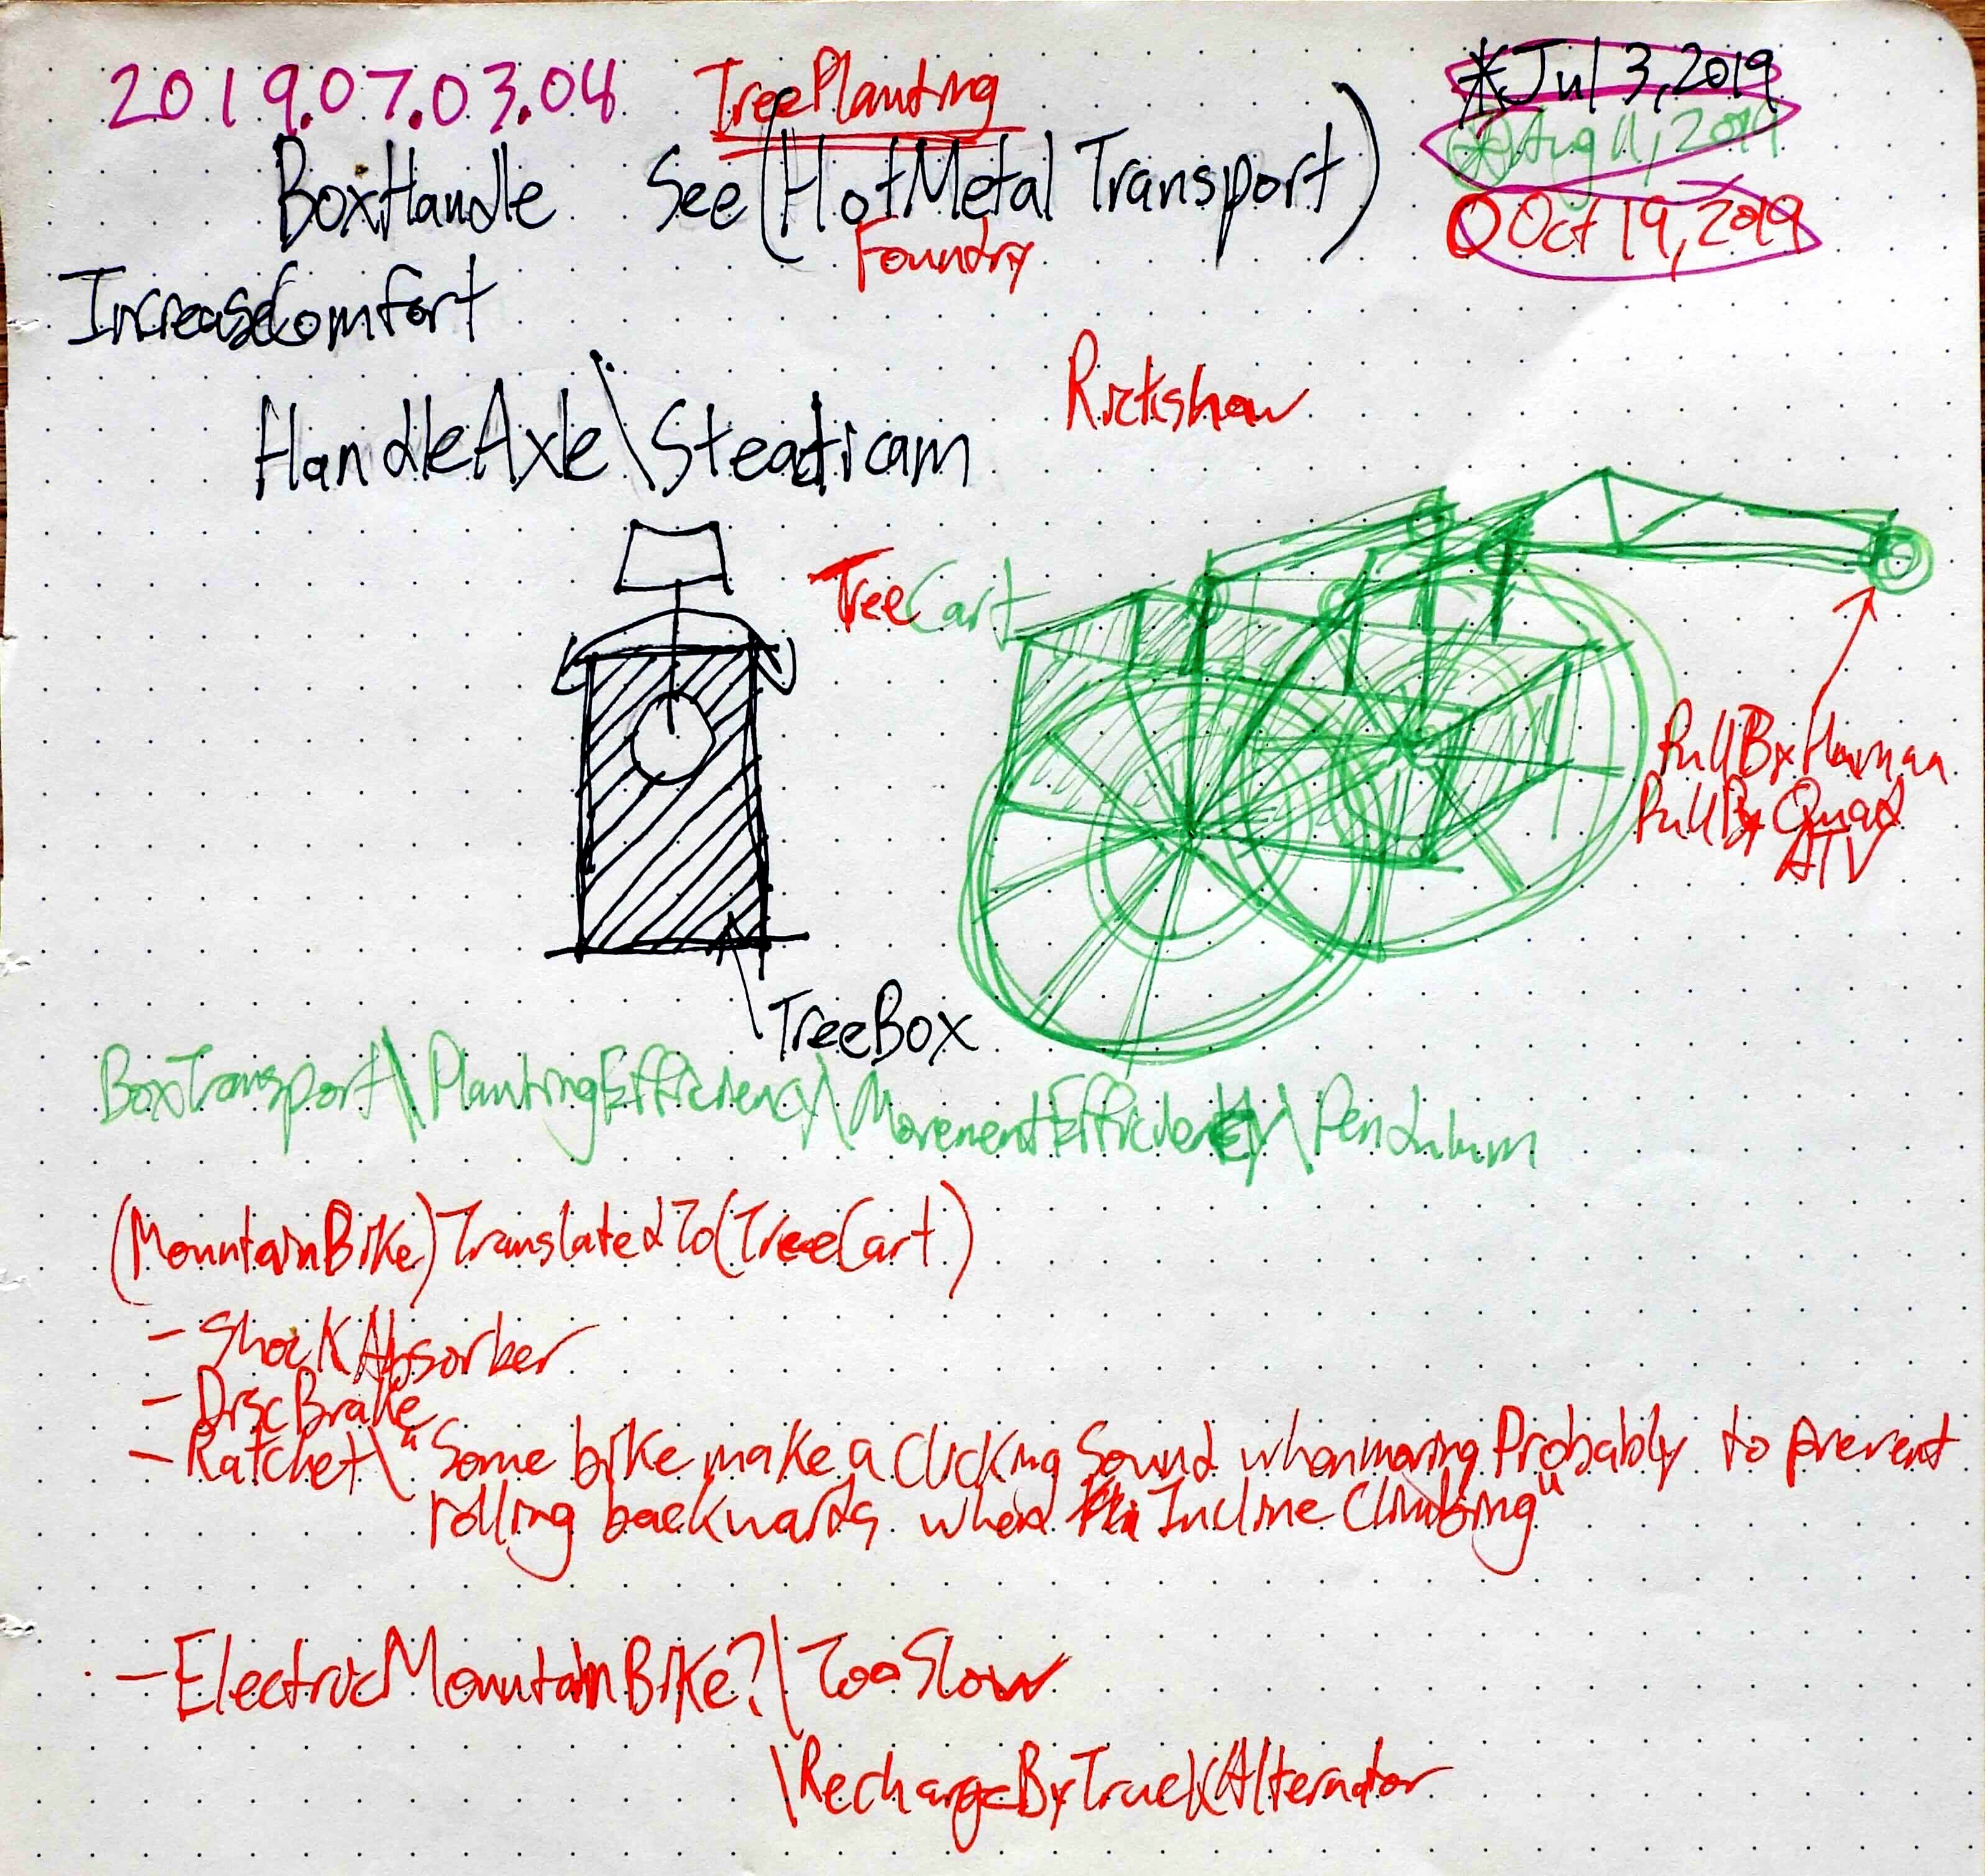 2019.07.03.04
TreePlanting
*Jul 3, 2019
Aug 11, 2019
Oct 19, 2019
BoxHandle See (HotMetal Transport)
Foundry
IncreaseComfort
HandleAxle\Steadicam
Rickshaw
TreeCart
PullByHuman
PullByQuad
ATV
TreeBox
BoxTransport\PlantingEfficiency\MovementEfficiency\Pendulum
(MountainBike)TranslatedTo(TreeCart)
- ShockAbsorber
- DiscBrake
- Ratchet\"Some bike make a clicking Sound when moving Probably to prevent
rolling backwards when Incline Climbing"
- ElectricMountainBike?\TooSlow
\RechargeByTruckAlternator